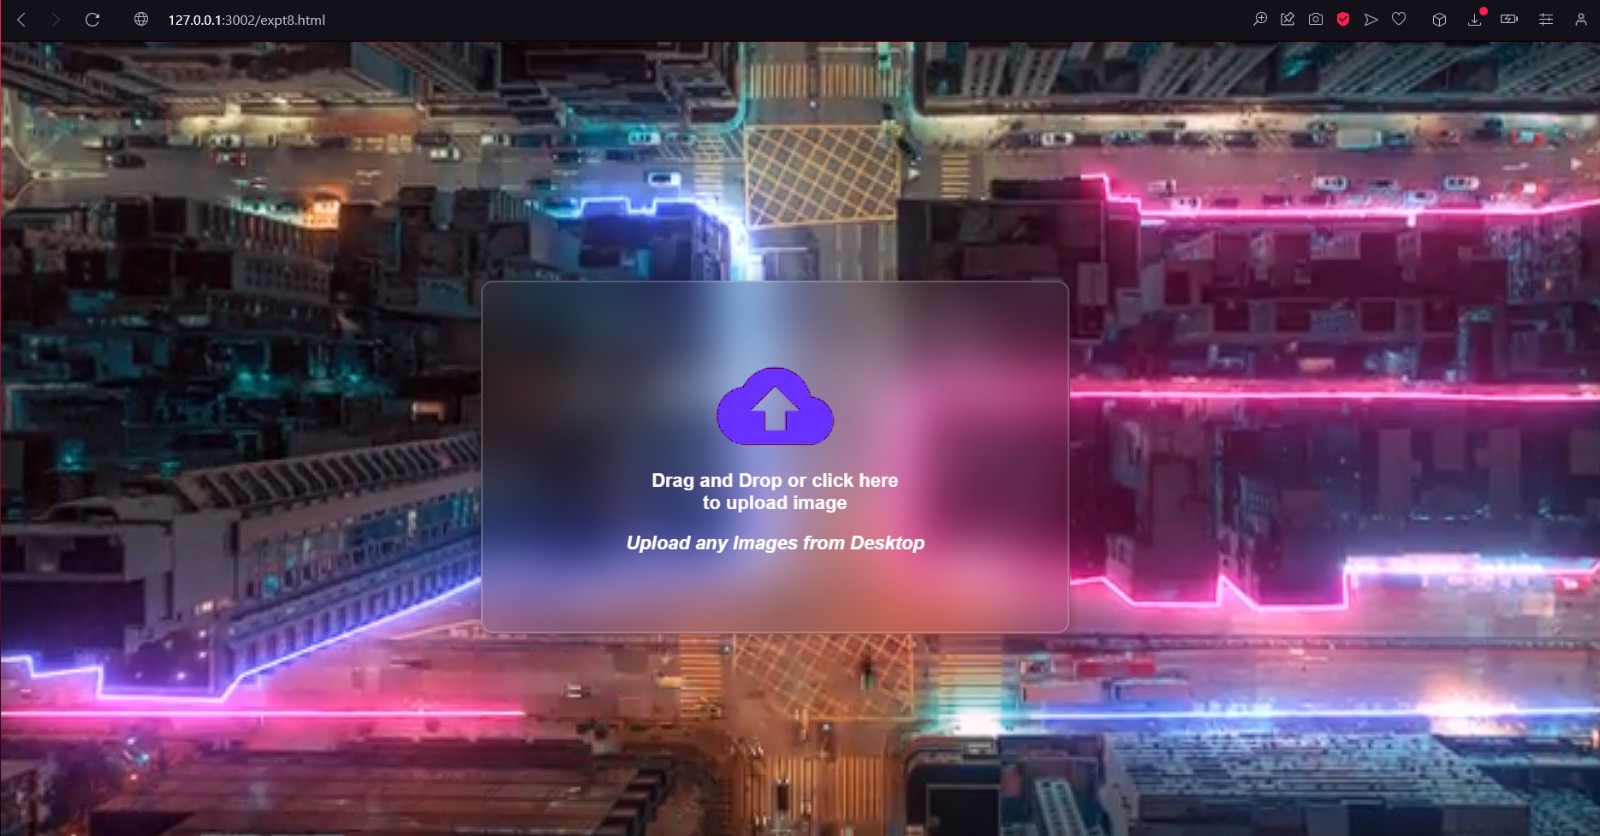 127.0.0.1:3002/expt8.html
Drag and Drop or click here
to upload image
Upload any Images from Desktop